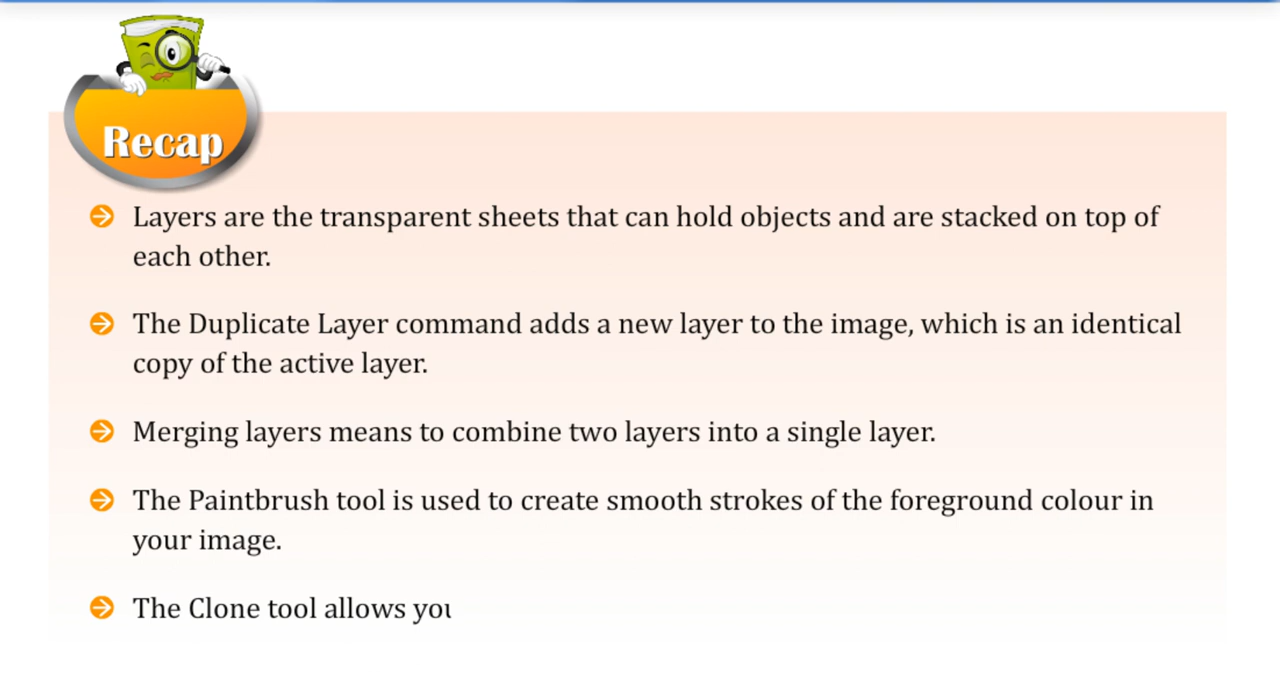 Recap
Layers are the transparent sheets that can hold objects and are stacked on top of
each other.
The Duplicate Layer command adds a new layer to the image, which is an identical
copy of the active layer.
Merging layers means to combine two layers into a single layer.
The Paintbrush tool is used to create smooth strokes of the foreground colour in
your image.
The Clone tool allows you